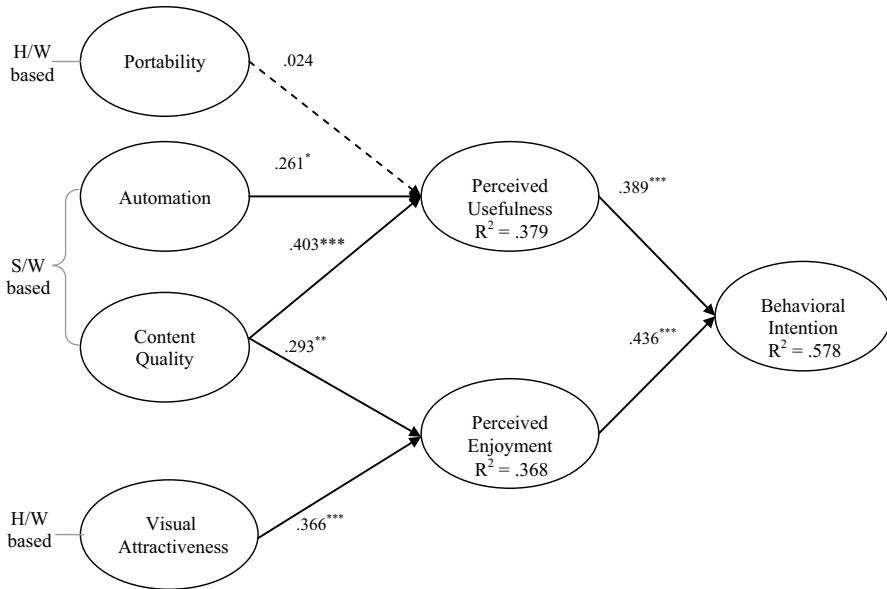 H/W
based
Portability
.024
Automation
.261*
Perceived
Usefulness
R² = .379
.389***
.403***
S/W
based
Content
Quality
.293**
Behavioral
Intention
R² = .578
.436***
Perceived
Enjoyment
R² = .368
H/W
based
Visual
Attractiveness
.366***